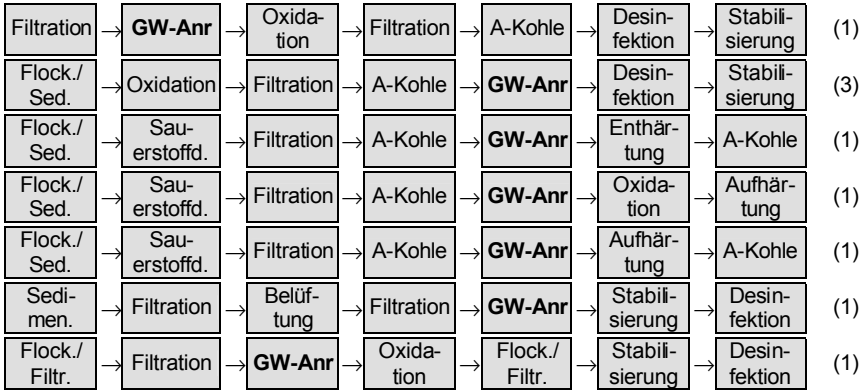 Filtration → GW-Anr → Oxida-tion → Filtration → A-Kohle → Desin-fektion → Stabili-sierung (1)
Flock./Sed. → Oxidation → Filtration → A-Kohle → GW-Anr → Desin-fektion → Stabili-sierung (3)
Flock./Sed. → Sau-erstoffd. → Filtration → A-Kohle → GW-Anr → Enthär-tung → A-Kohle (1)
Flock./Sed. → Sau-erstoffd. → Filtration → A-Kohle → GW-Anr → Oxida-tion → Aufhär-tung (1)
Flock./Sed. → Sau-erstoffd. → Filtration → A-Kohle → GW-Anr → Aufhär-tung → A-Kohle (1)
Sedi-men. → Filtration → Belüf-tung → Filtration → GW-Anr → Stabili-sierung → Desin-fektion (1)
Flock./Filtr. → Filtration → GW-Anr → Oxida-tion → Flock./Filtr. → Stabili-sierung → Desin-fektion (1)